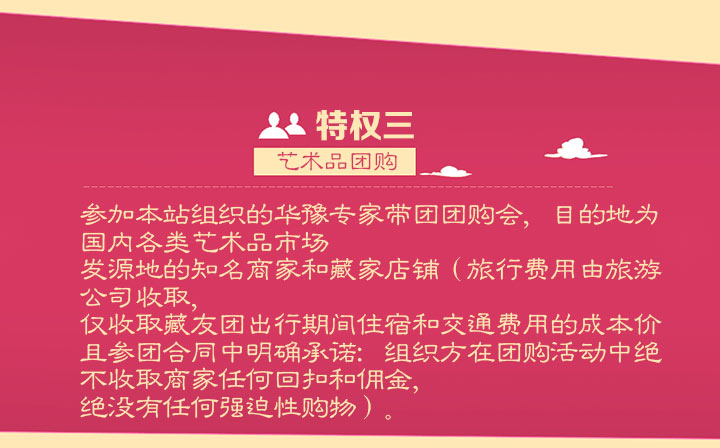 特权三
艺术品团购
参加本站组织的华豫专家带团团购会，目的地为
国内各类艺术品市场
发源地的知名商家和藏家店铺（旅行费用由旅游
公司收取，
仅收取藏友团出行期间住宿和交通费用的成本价
且参团合同中明确承诺：组织方在团购活动中绝
不收取商家任何回扣和佣金，
绝没有任何强迫性购物）。